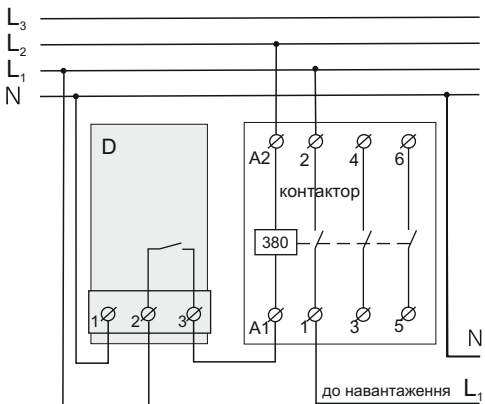 L3
L2
L1
N
D
A2 2 4 6
контактор
380
1 2 3
A1 1 3 5
N
до навантаження L1